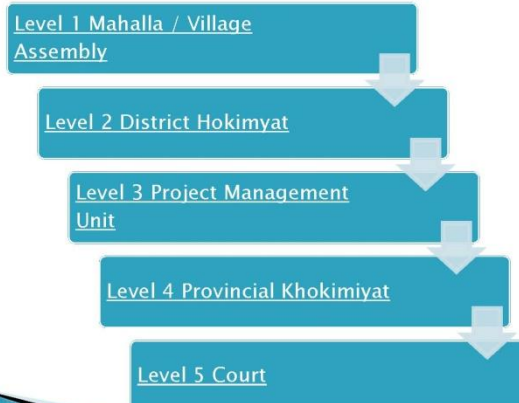 Level 1 Mahalla / Village
Assembly
Level 2 District Hokimyat
Level 3 Project Management
Unit
Level 4 Provincial Khokimiyat
Level 5 Court